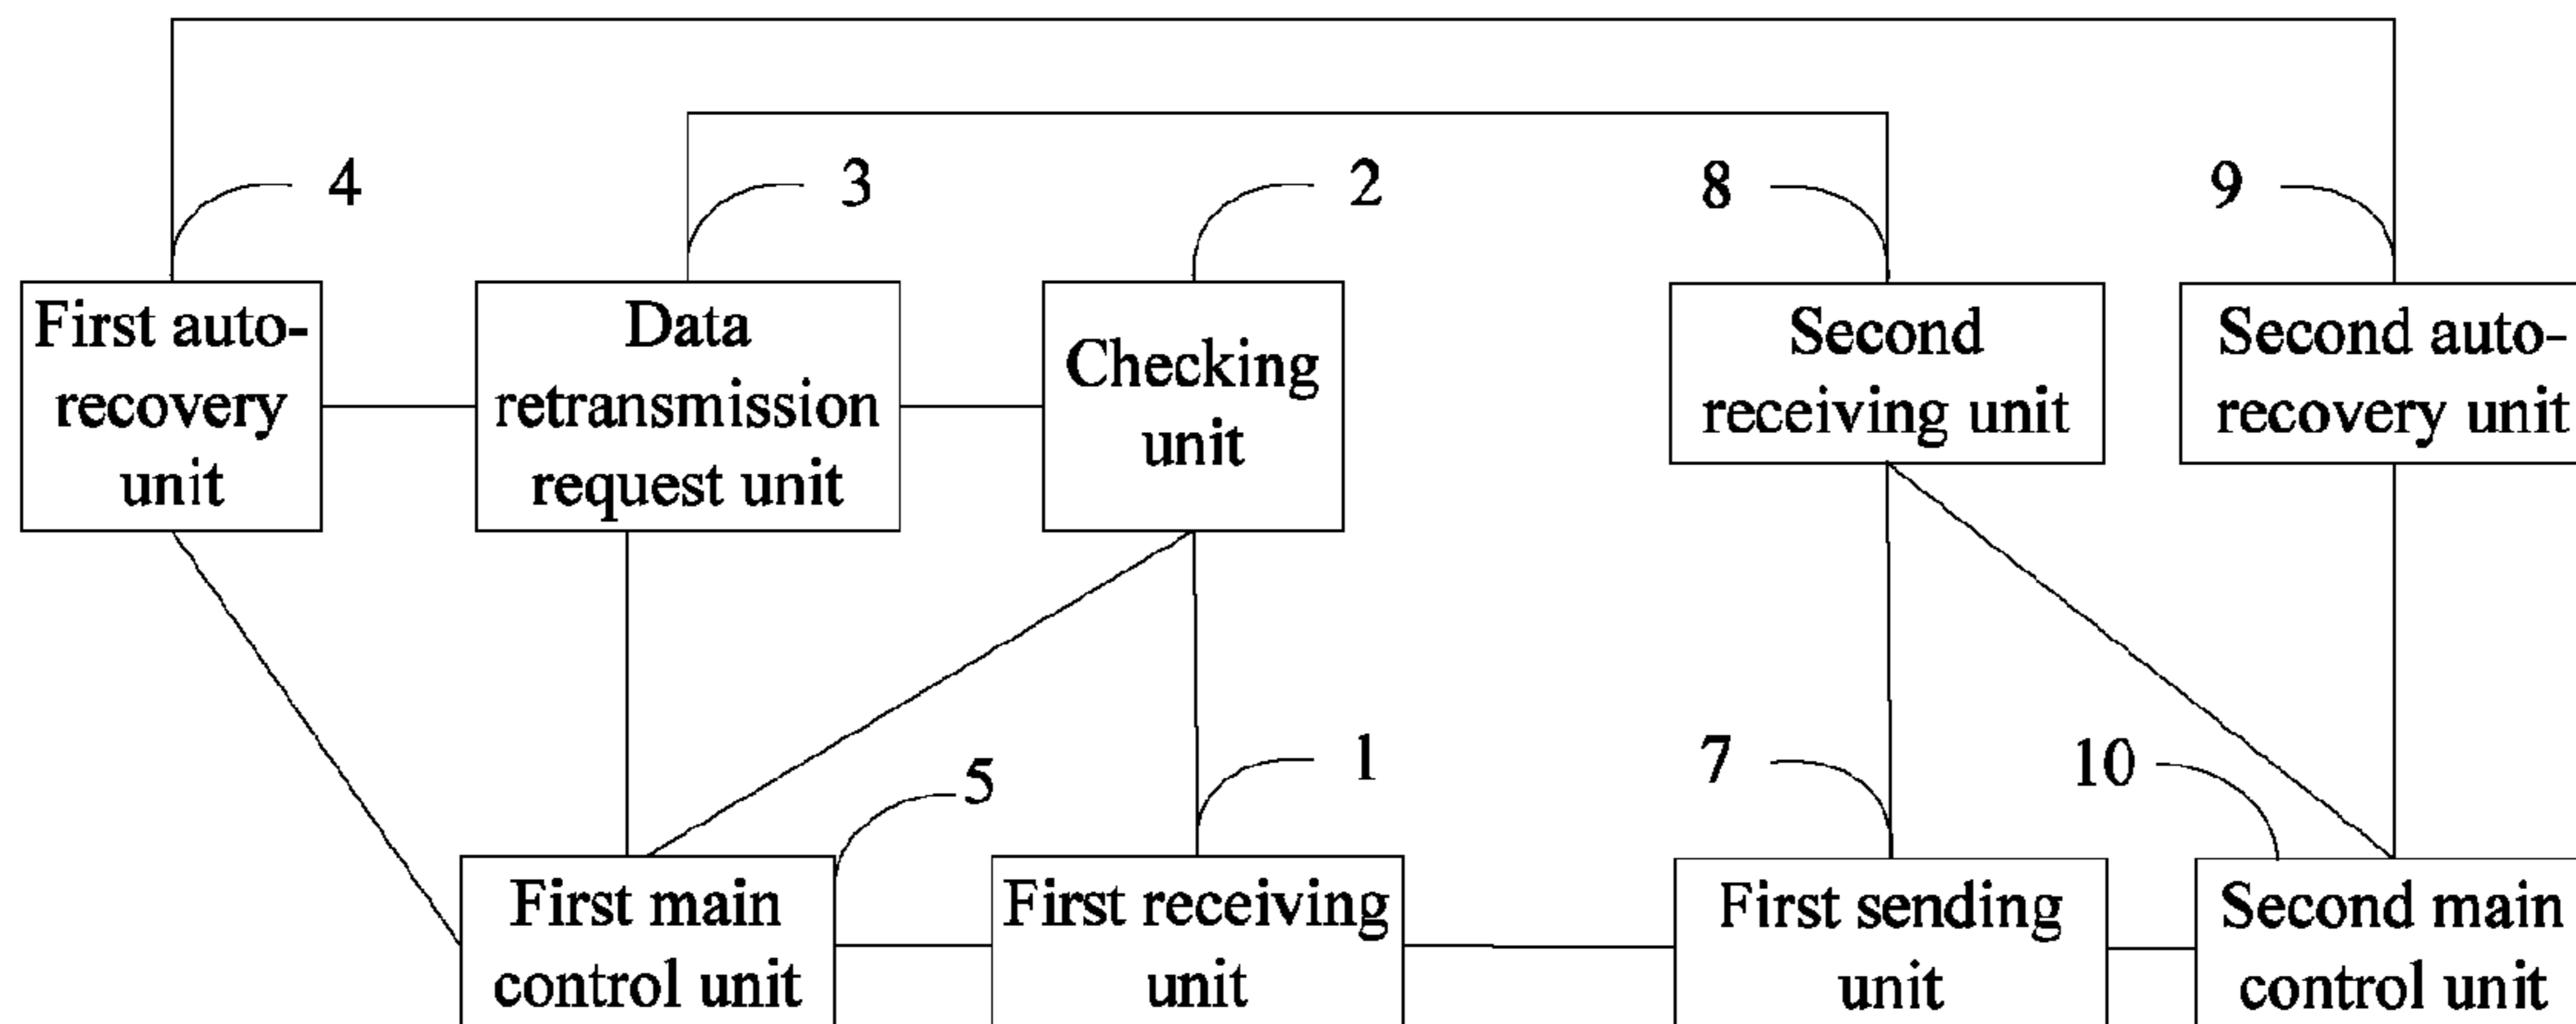 4
3
2
8
9
First auto-
recovery
unit
Data
retransmission
request unit
Checking
unit
Second
receiving unit
Second auto-
recovery unit
5
1
7
10
First main
control unit
First receiving
unit
First sending
unit
Second main
control unit